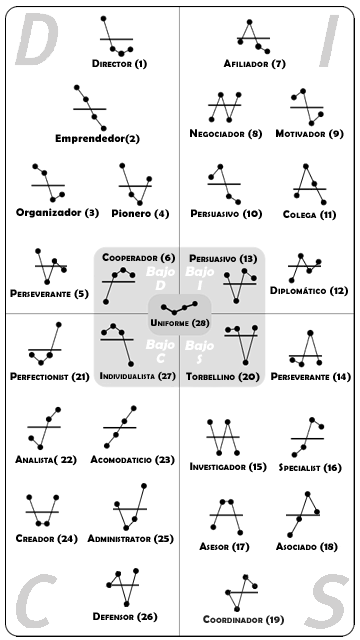 D
I
DIRECTOR (1)
AFILIADOR (7)
Emprendedor(2)
NEGOCIADOR (8)
MOTIVADOR (9)
Organizador (3)
Pionero (4)
PERSUASIVO (10)
COLEGA (11)
PERSEVERANTE (5)
COOPERADOR (6)
PERSUASIVO (13)
DIPLOMÁTICO (12)
Bajo
D
Bajo
I
UNIFORME (28)
PERFECTIONIST (21)
Bajo
C
Bajo
S
INDIVIDUALISTA (27)
TORBELLINO (20)
PERSEVERANTE (14)
ANALISTA( 22)
ACOMODATICIO (23)
INVESTIGADOR (15)
SPECIALIST (16)
CREADOR (24)
ADMINISTRATOR (25)
ASESOR (17)
ASOCIADO (18)
DEFENSOR (26)
COORDINADOR (19)
C
S